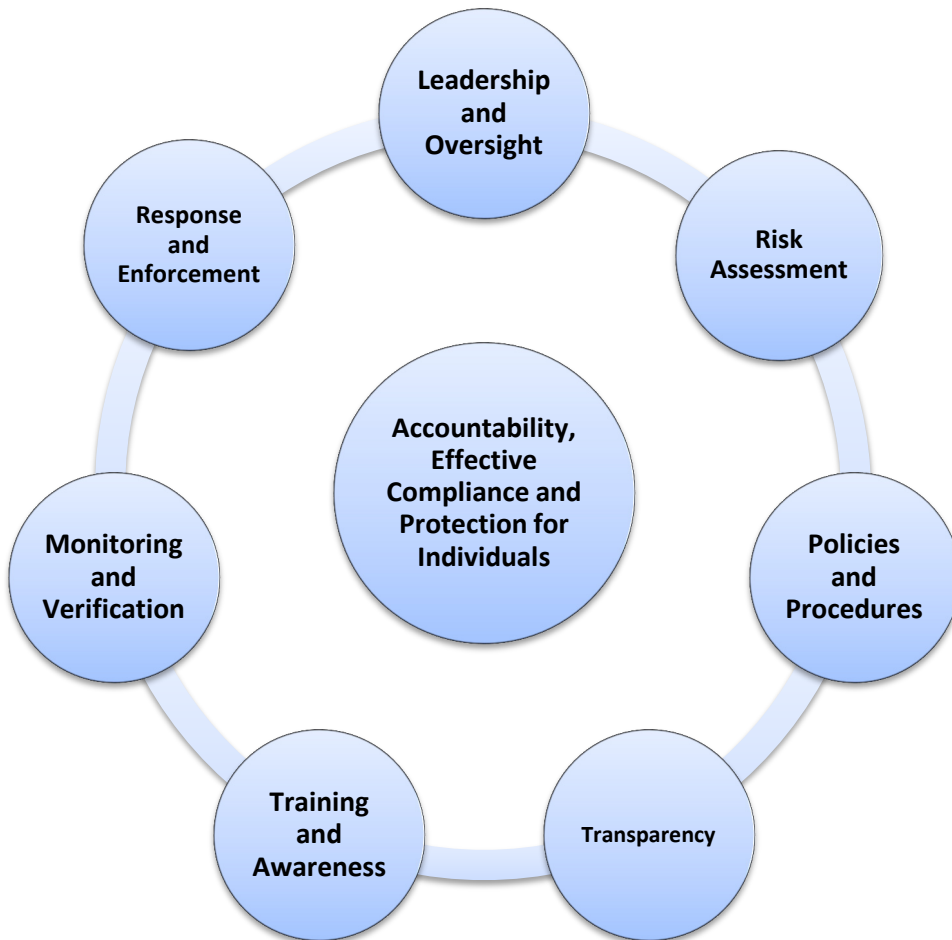 Leadership
and
Oversight
Risk
Assessment
Policies
and
Procedures
Transparency
Training
and
Awareness
Monitoring
and
Verification
Response
and
Enforcement
Accountability,
Effective
Compliance and
Protection for
Individuals